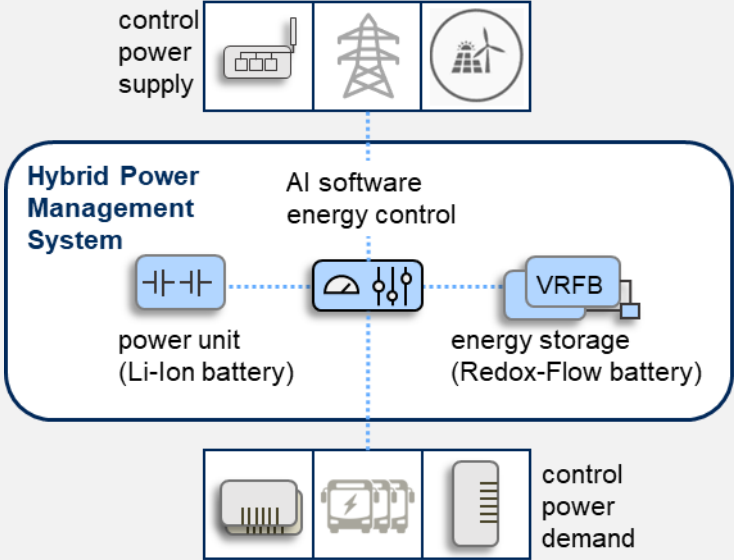 control
power
supply
Hybrid Power
Management
System
AI software
energy control
VRFB
power unit
(Li-Ion battery)
energy storage
(Redox-Flow battery)
control
power
demand